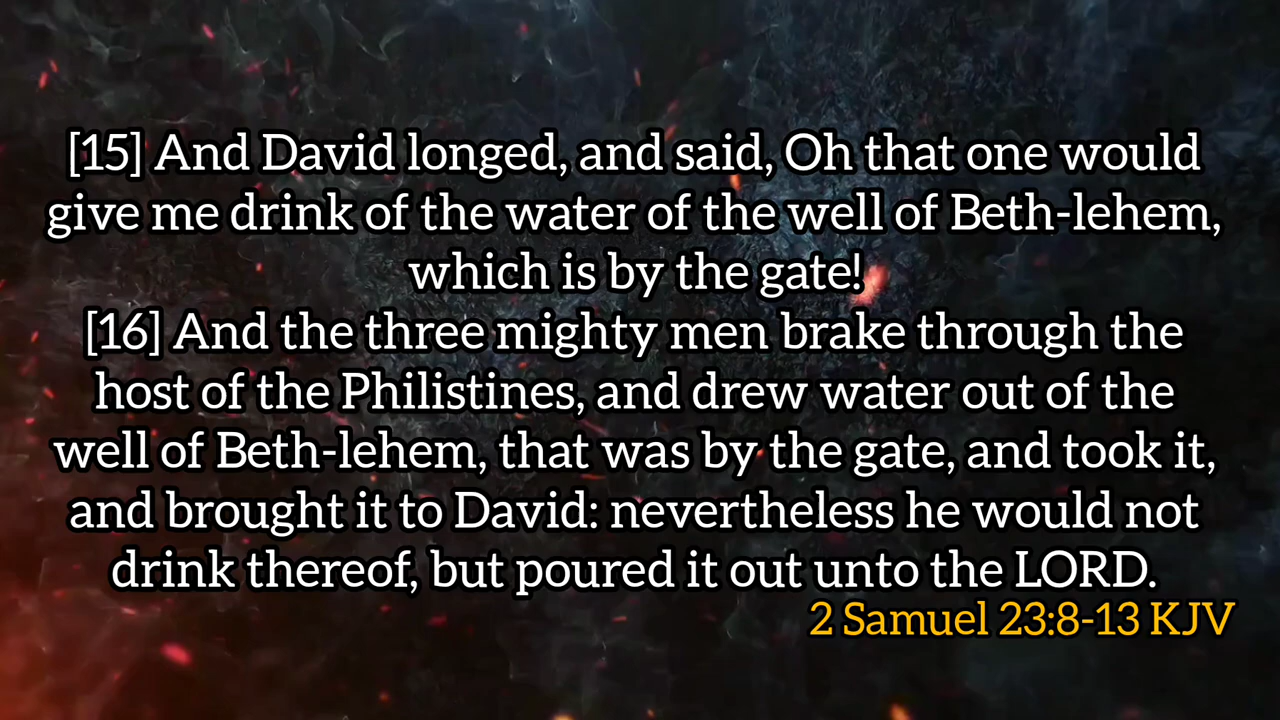 [15] And David longed, and said, Oh that one would
give me drink of the water of the well of Beth-lehem,
which is by the gate!
[16] And the three mighty men brake through the
host of the Philistines, and drew water out of the
well of Beth-lehem, that was by the gate, and took it,
and brought it to David: nevertheless he would not
drink thereof, but poured it out unto the LORD.
2 Samuel 23:8-13 KJV